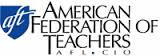 aft
AMERICAN
FEDERATION OF
TEACHERS
AFL·CIO